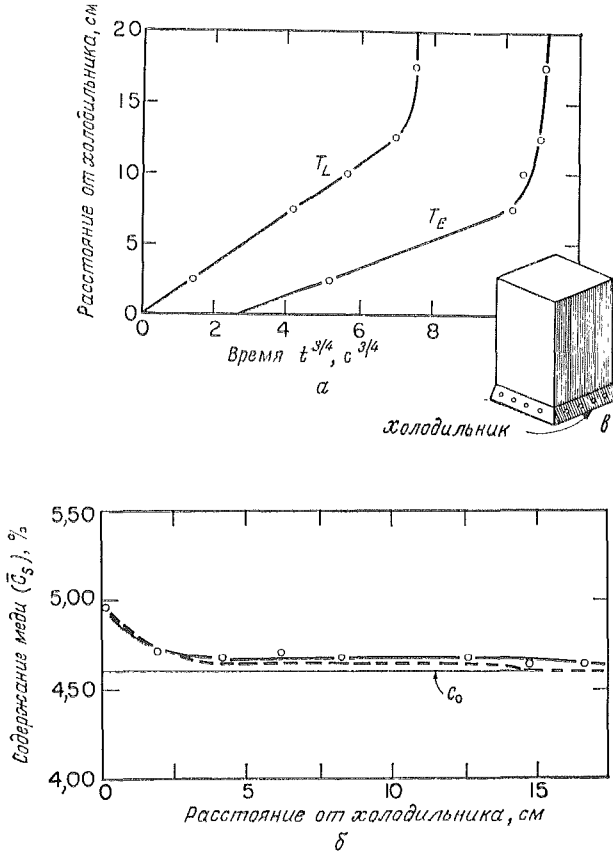 Расстояние от холодильника, см
20
15
10
5
0
T_L
T_E
0 2 4 6 8
Время t^3/4, с^3/4
а
Холодильник
в
Содержание меди (C̄_s), %
5,50
5,00
4,50
4,00
C_0
0 5 10 15
Расстояние от холодильника, см
б